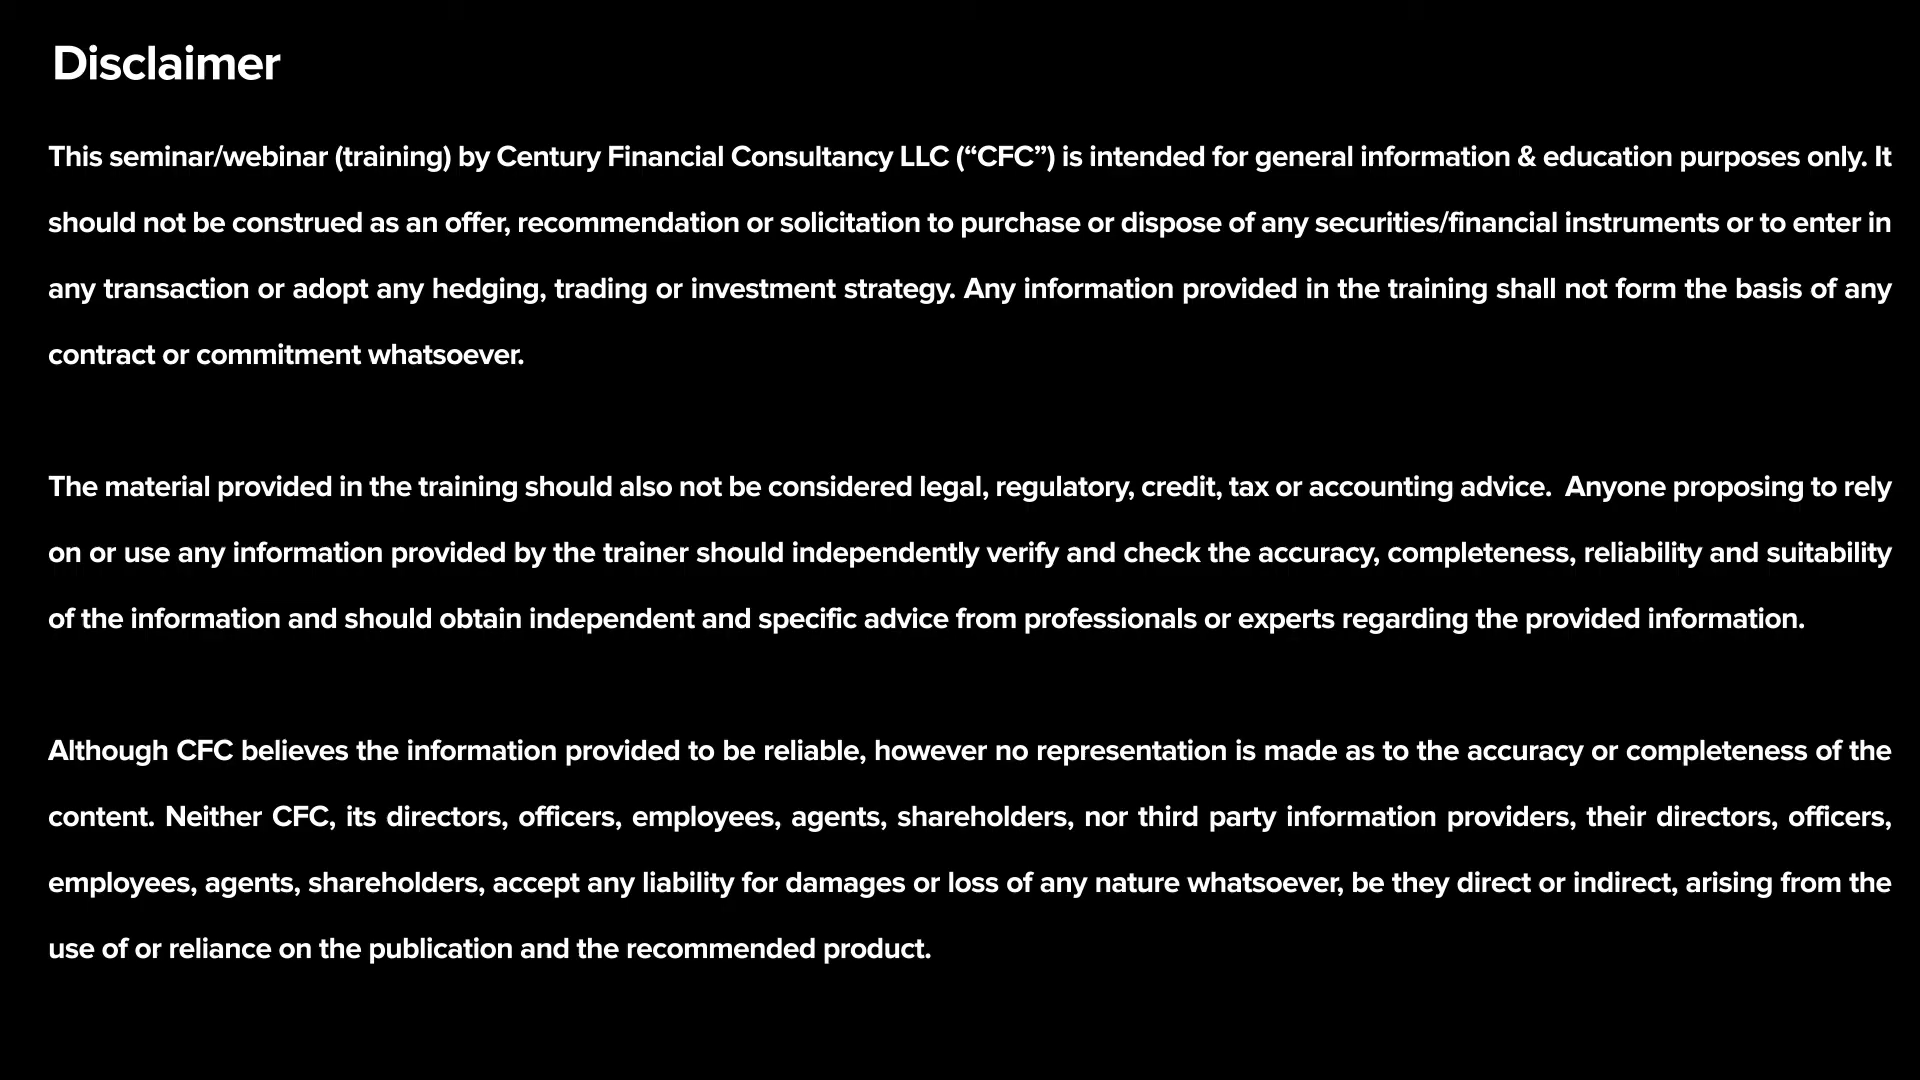 Disclaimer
This seminar/webinar (training) by Century Financial Consultancy LLC (“CFC”) is intended for general information & education purposes only. It
should not be construed as an offer, recommendation or solicitation to purchase or dispose of any securities/financial instruments or to enter in
any transaction or adopt any hedging, trading or investment strategy. Any information provided in the training shall not form the basis of any
contract or commitment whatsoever.
The material provided in the training should also not be considered legal, regulatory, credit, tax or accounting advice.  Anyone proposing to rely
on or use any information provided by the trainer should independently verify and check the accuracy, completeness, reliability and suitability
of the information and should obtain independent and specific advice from professionals or experts regarding the provided information.
Although CFC believes the information provided to be reliable, however no representation is made as to the accuracy or completeness of the
content. Neither CFC, its directors, officers, employees, agents, shareholders, nor third party information providers, their directors, officers,
employees, agents, shareholders, accept any liability for damages or loss of any nature whatsoever, be they direct or indirect, arising from the
use of or reliance on the publication and the recommended product.